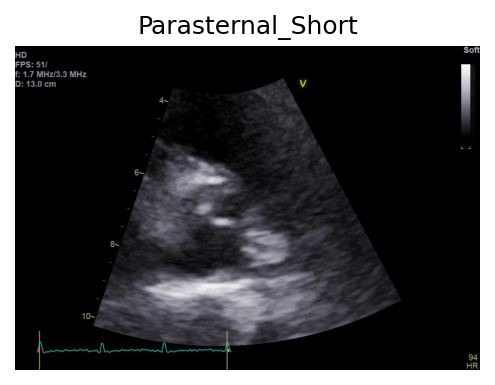 Parasternal_Short
HD
Soft
FPS: 51/
f: 1.7 MHz/3.3 MHz
D: 13.0 cm
V
4
6
8
10
94
HR